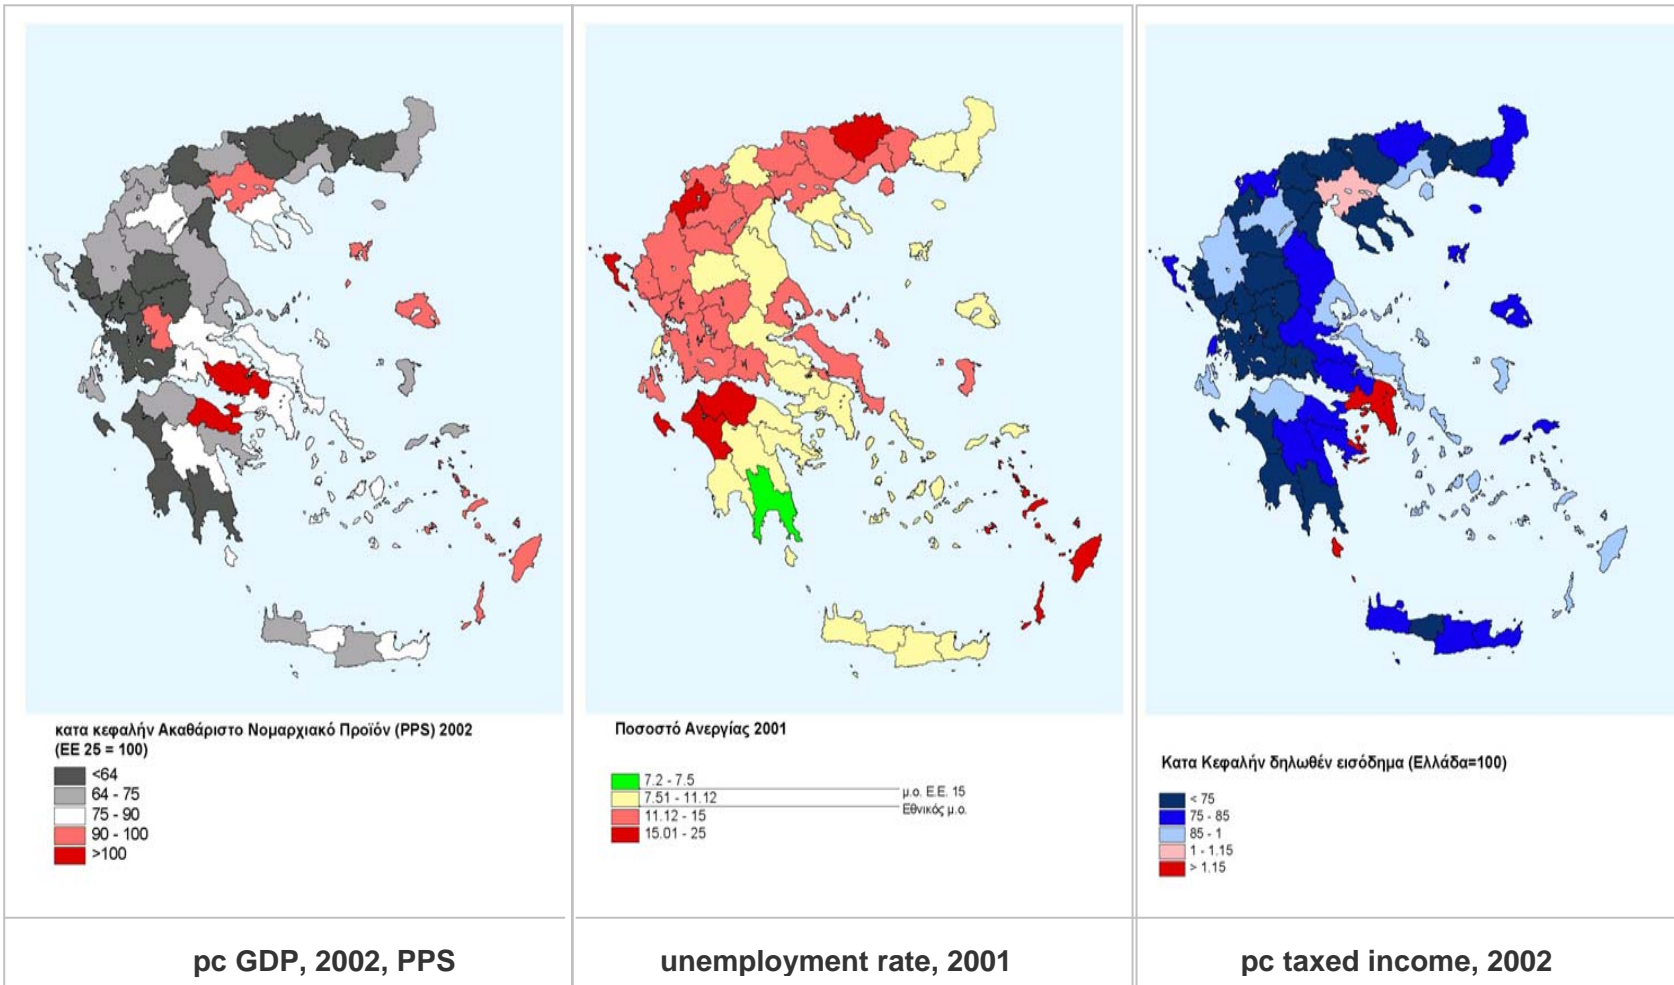 κατα κεφαλήν Ακαθάριστο Νομαρχιακό Προϊόν (PPS) 2002
(ΕΕ 25 = 100)
<64
64 - 75
75 - 90
90 - 100
>100
pc GDP, 2002, PPS
Ποσοστό Ανεργίας 2001
7.2 - 7.5
7.51 - 11.12
11.12 - 15
15.01 - 25
μ.ο. Ε.Ε. 15
Εθνικός μ.ο.
unemployment rate, 2001
Κατα Κεφαλήν δηλωθέν εισόδημα (Ελλάδα=100)
< 75
75 - 85
85 - 1
1 - 1.15
> 1.15
pc taxed income, 2002